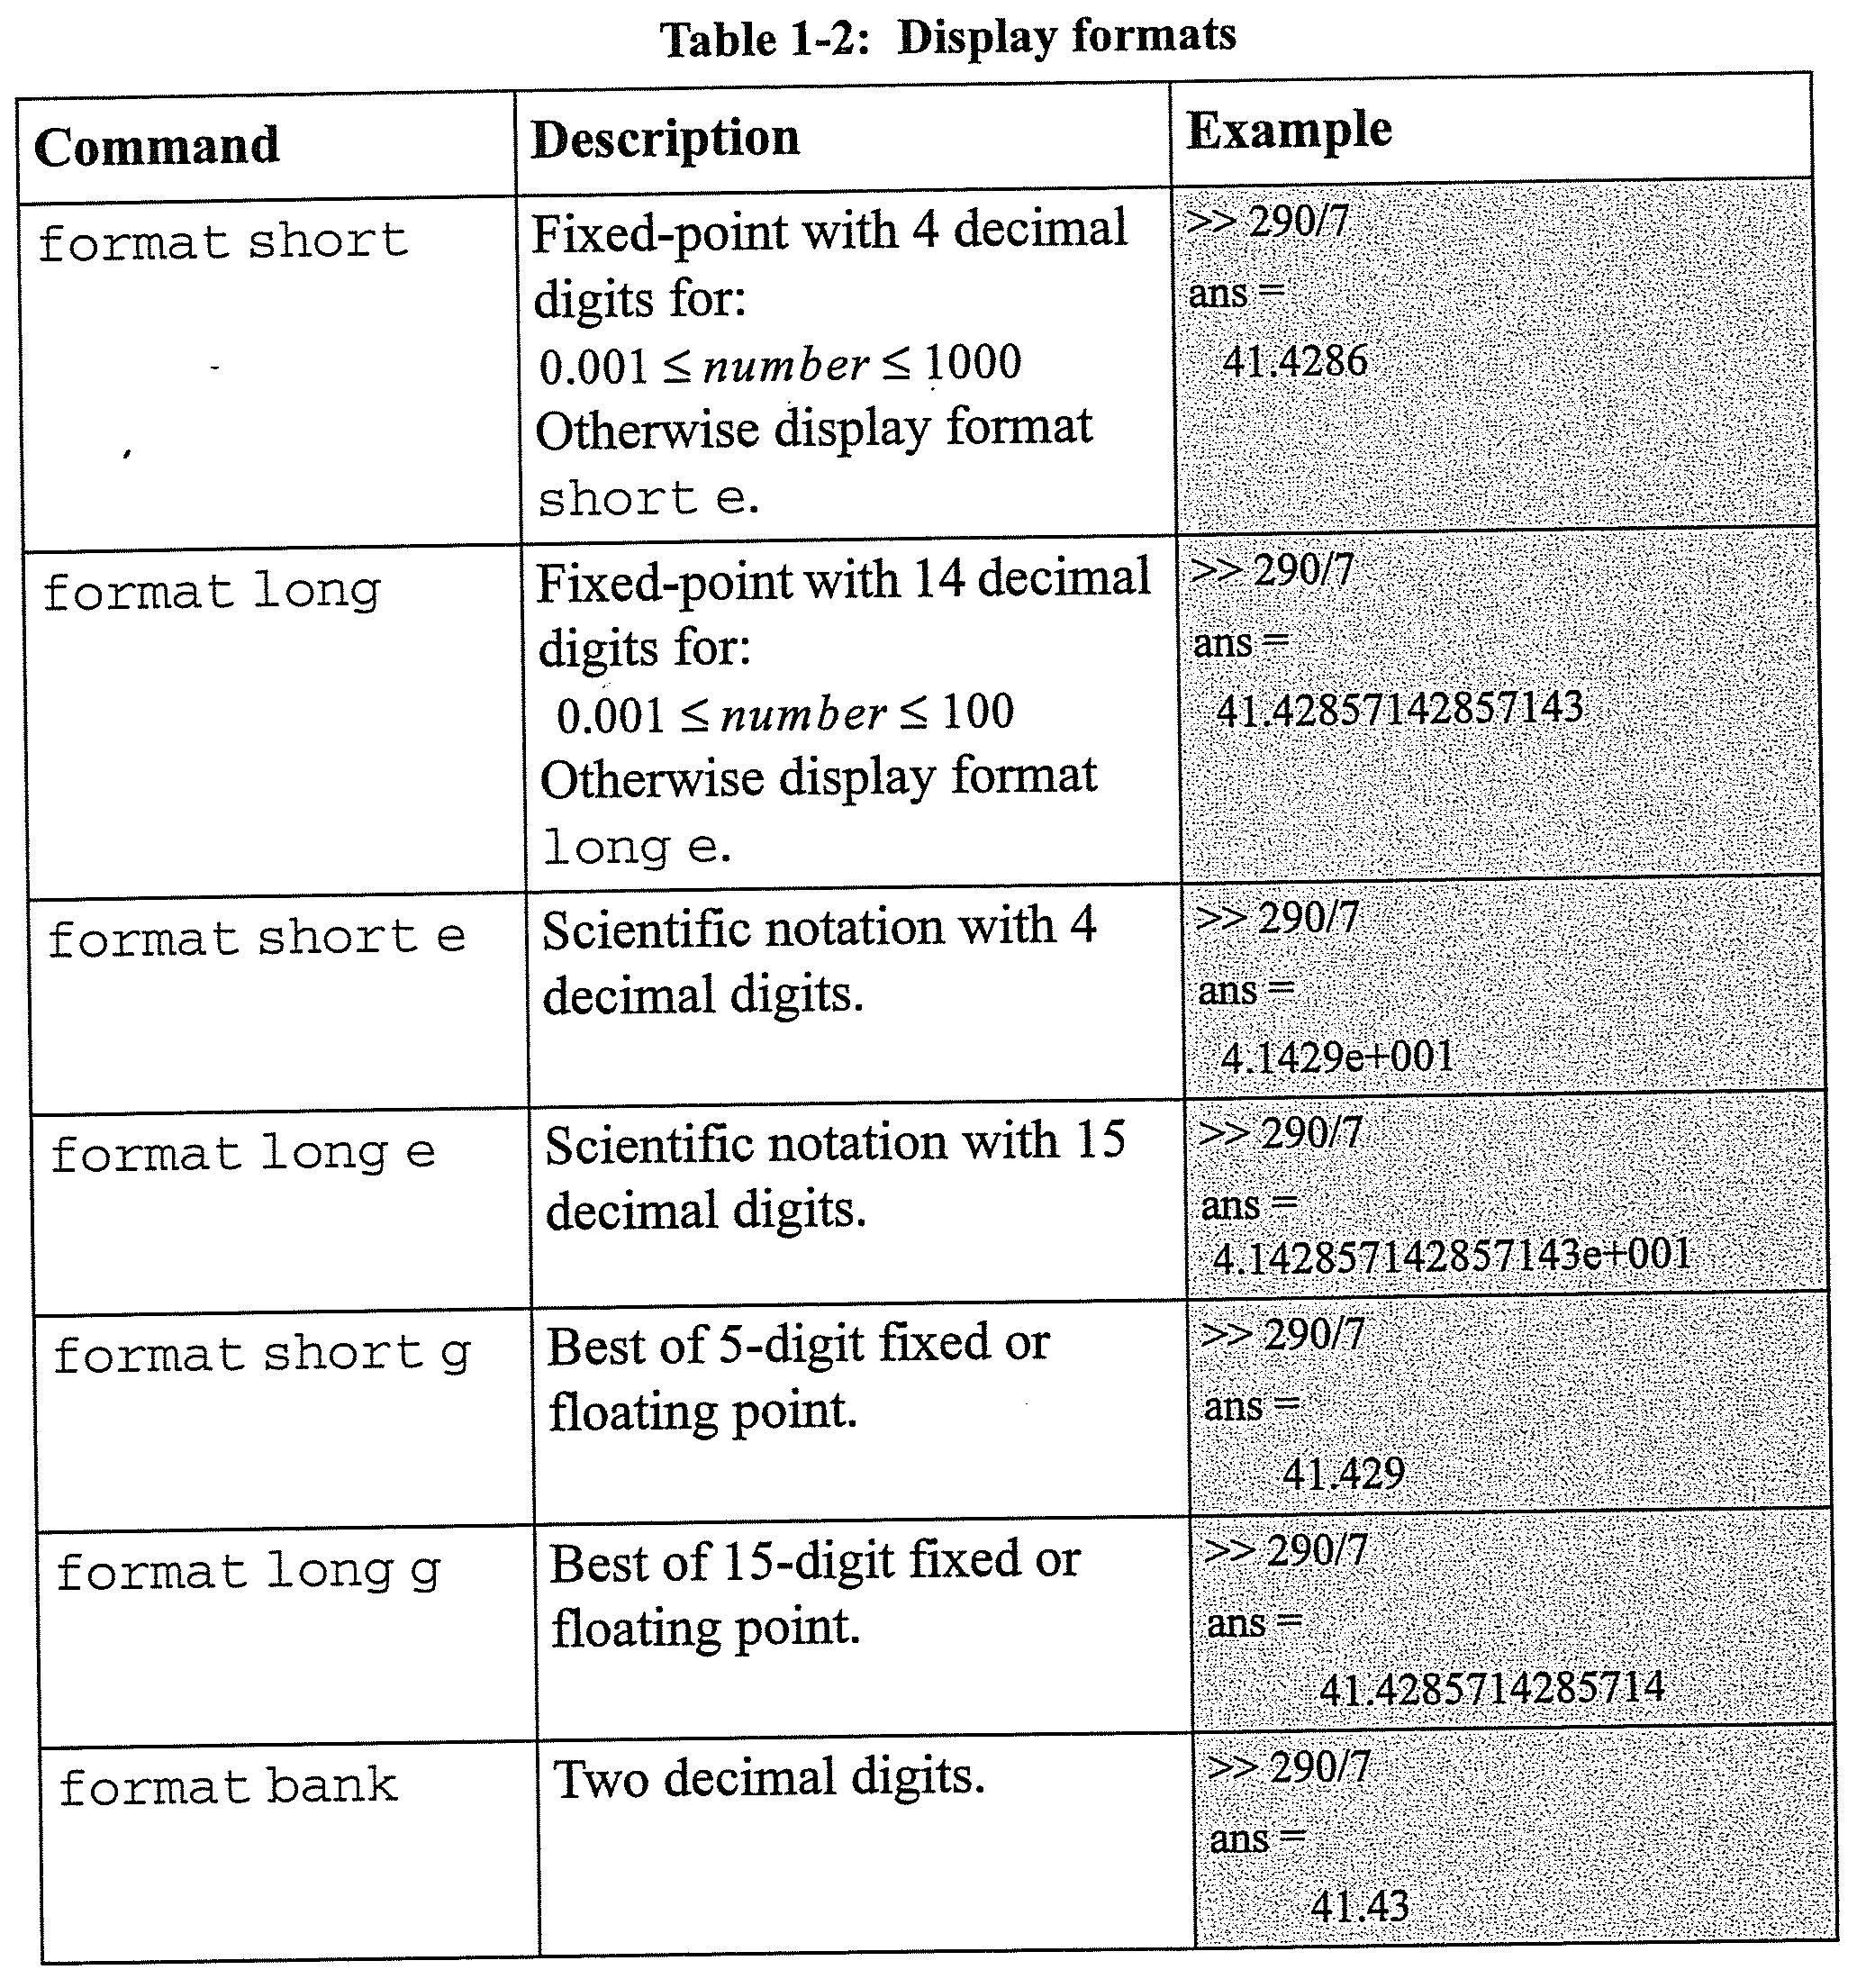 Table 1-2: Display formats
Command Description Example
format short
Fixed-point with 4 decimal
digits for:
0.001 ≤ number ≤ 1000
Otherwise display format
short e.
>> 290/7
ans =
41.4286
format long
Fixed-point with 14 decimal
digits for:
0.001 ≤ number ≤ 100
Otherwise display format
long e.
>> 290/7
ans =
41.42857142857143
format short e
Scientific notation with 4
decimal digits.
>> 290/7
ans =
4.1429e+001
format long e
Scientific notation with 15
decimal digits.
>> 290/7
ans =
4.142857142857143e+001
format short g
Best of 5-digit fixed or
floating point.
>> 290/7
ans =
41.429
format long g
Best of 15-digit fixed or
floating point.
>> 290/7
ans =
41.4285714285714
format bank
Two decimal digits.
>> 290/7
ans =
41.43